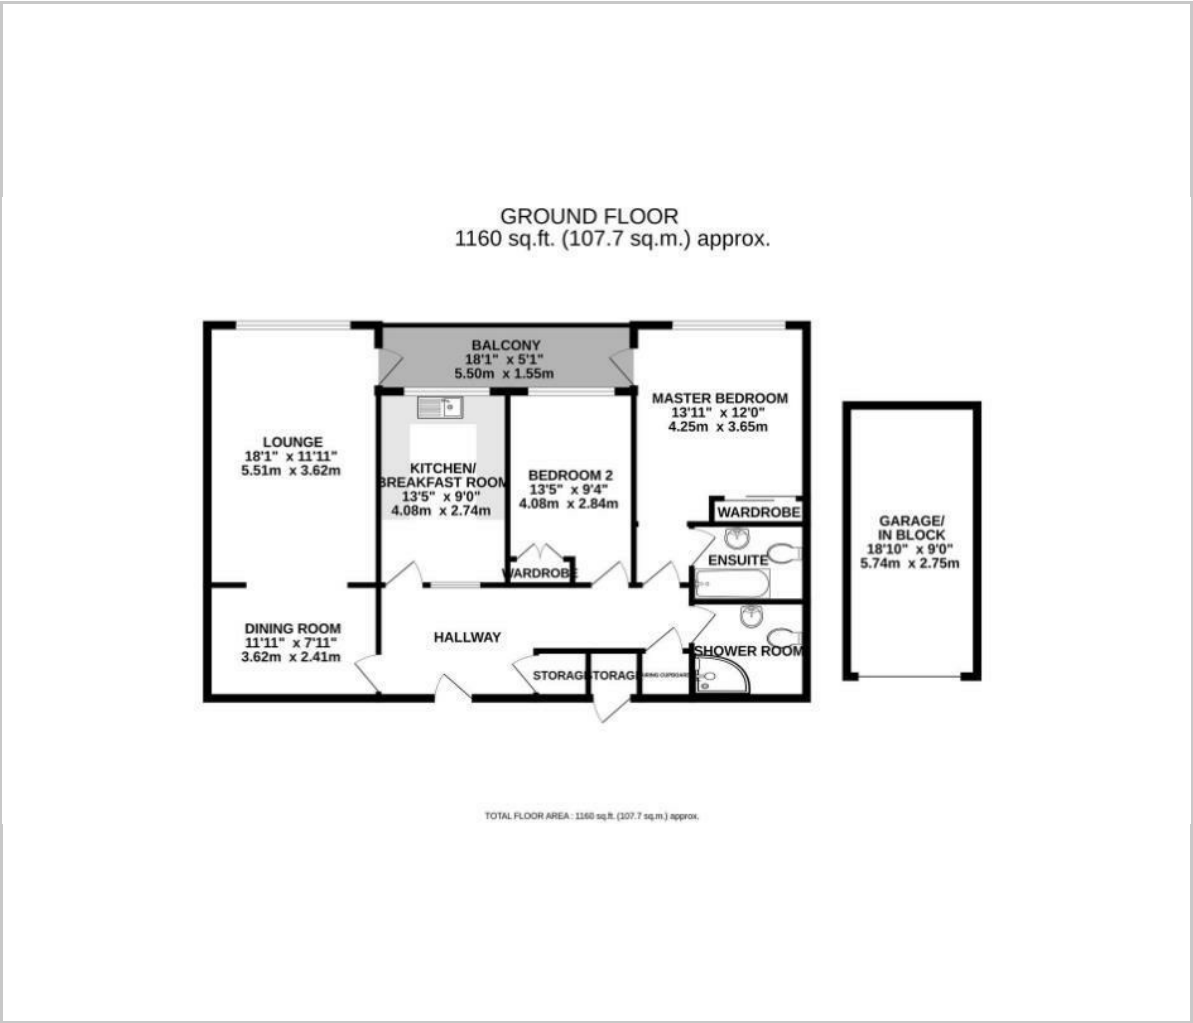 GROUND FLOOR
1160 sq.ft. (107.7 sq.m.) approx.
BALCONY
18'1" x 5'1"
5.50m x 1.55m
MASTER BEDROOM
13'11" x 12'0"
4.25m x 3.65m
LOUNGE
18'1" x 11'11"
5.51m x 3.62m
KITCHEN/
BREAKFAST ROOM
13'5" x 9'0"
4.08m x 2.74m
BEDROOM 2
13'5" x 9'4"
4.08m x 2.84m
WARDROBE
GARAGE/
IN BLOCK
18'10" x 9'0"
5.74m x 2.75m
ENSUITE
WARDROBE
DINING ROOM
11'11" x 7'11"
3.62m x 2.41m
HALLWAY
SHOWER ROOM
STORAGE
STORAGE
AIRING CUPBOARD
TOTAL FLOOR AREA : 1160 sq.ft. (107.7 sq.m.) approx.